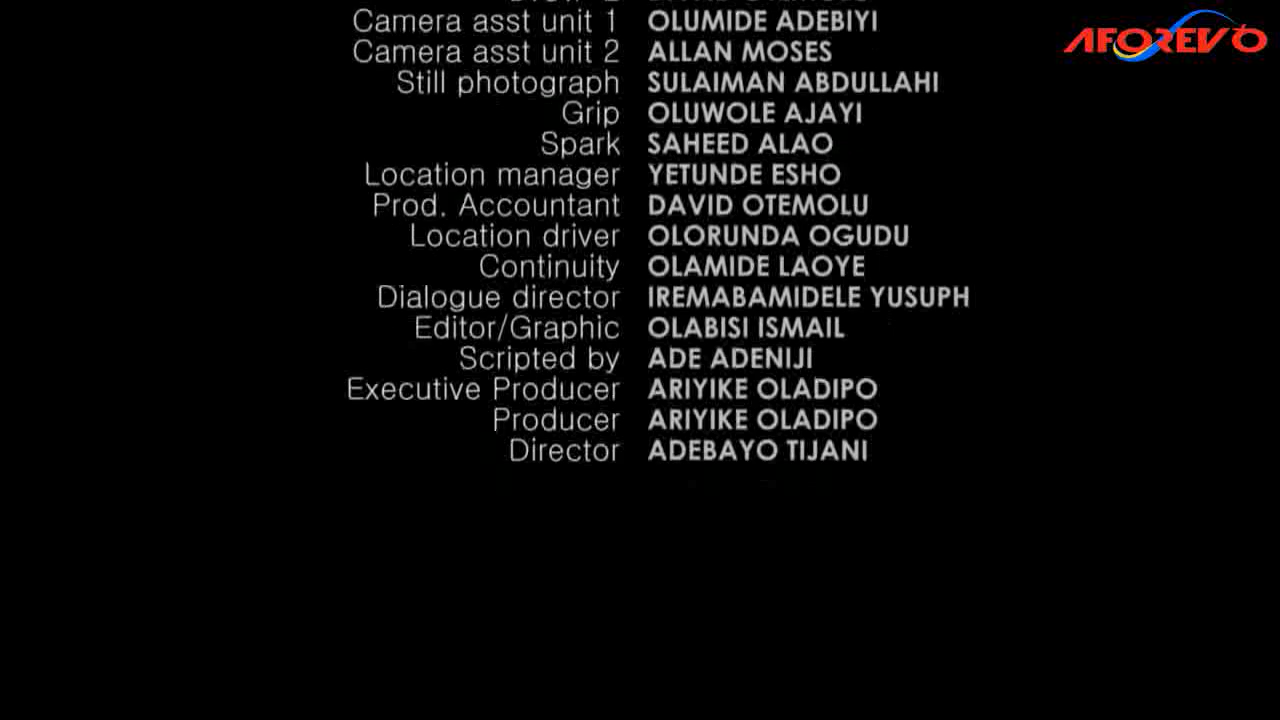 AFOREVO
Camera asst unit 1 OLUMIDE ADEBIYI
Camera asst unit 2 ALLAN MOSES
Still photograph SULAIMAN ABDULLAHI
Grip OLUWOLE AJAYI
Spark SAHEED ALAO
Location manager YETUNDE ESHO
Prod. Accountant DAVID OTEMOLU
Location driver OLORUNDA OGUDU
Continuity OLAMIDE LAOYE
Dialogue director IREMABAMIDELE YUSUPH
Editor/Graphic OLABISI ISMAIL
Scripted by ADE ADENIJI
Executive Producer ARIYIKE OLADIPO
Producer ARIYIKE OLADIPO
Director ADEBAYO TIJANI